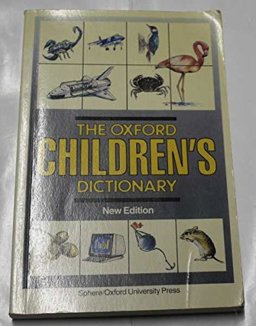 THE OXFORD
CHILDREN'S
DICTIONARY
New Edition
Sphere Oxford University Press